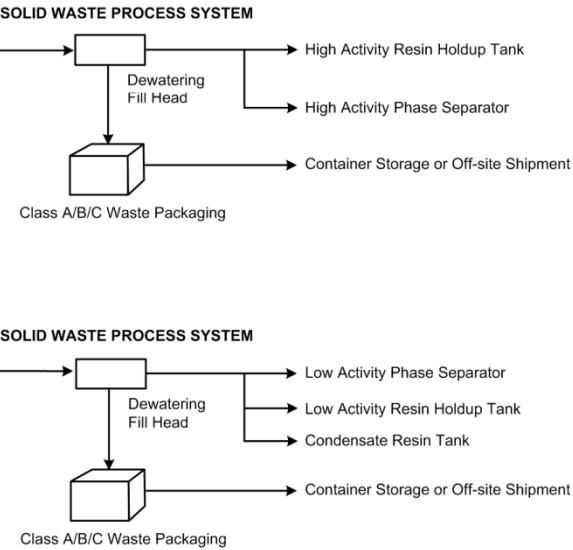 SOLID WASTE PROCESS SYSTEM
High Activity Resin Holdup Tank
Dewatering
Fill Head
High Activity Phase Separator
Container Storage or Off-site Shipment
Class A/B/C Waste Packaging
SOLID WASTE PROCESS SYSTEM
Low Activity Phase Separator
Dewatering
Fill Head
Low Activity Resin Holdup Tank
Condensate Resin Tank
Container Storage or Off-site Shipment
Class A/B/C Waste Packaging